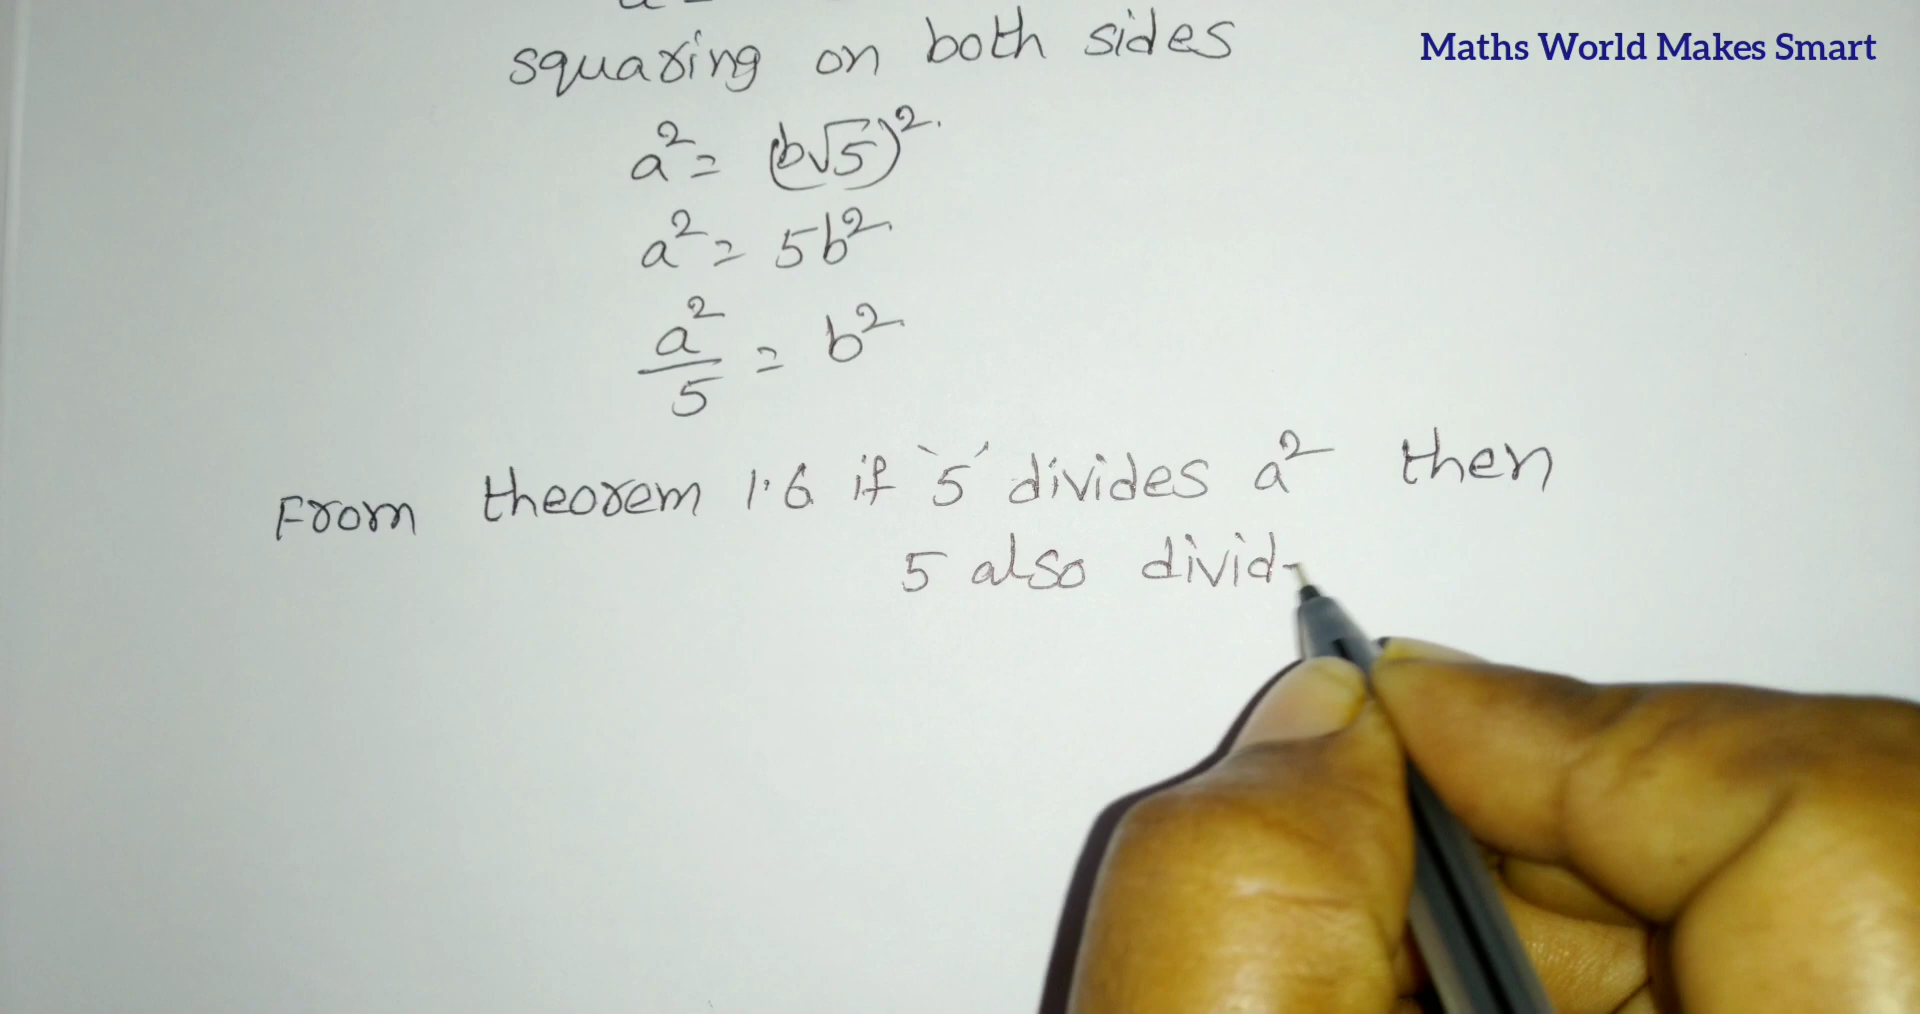 squaring on both sides
Maths World Makes Smart
a² = (b√5)².
a² = 5b².
a²/5 = b².
From theorem 1.6 if '5' divides a² then
5 also divid